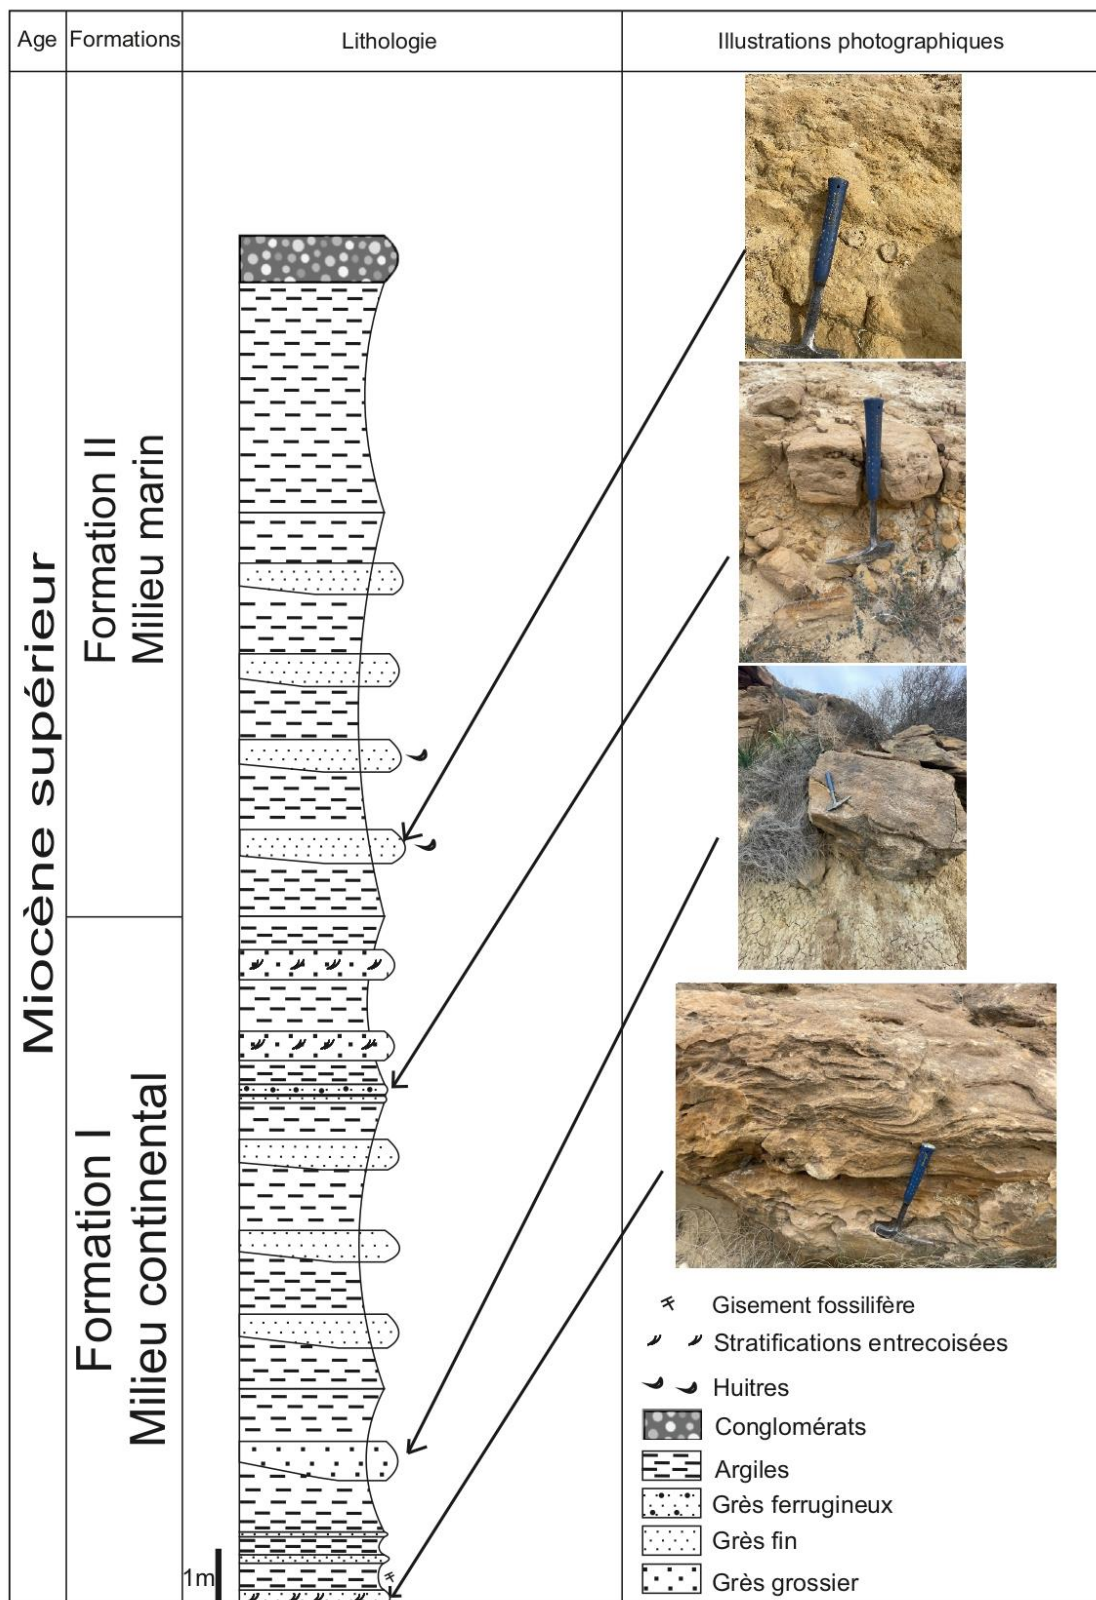 Age
Formations
Lithologie
Illustrations photographiques
Miocène supérieur
Formation II
Milieu marin
Formation I
Milieu continental
1m
Gisement fossilifère
Stratifications entrecoisées
Huitres
Conglomérats
Argiles
Grès ferrugineux
Grès fin
Grès grossier